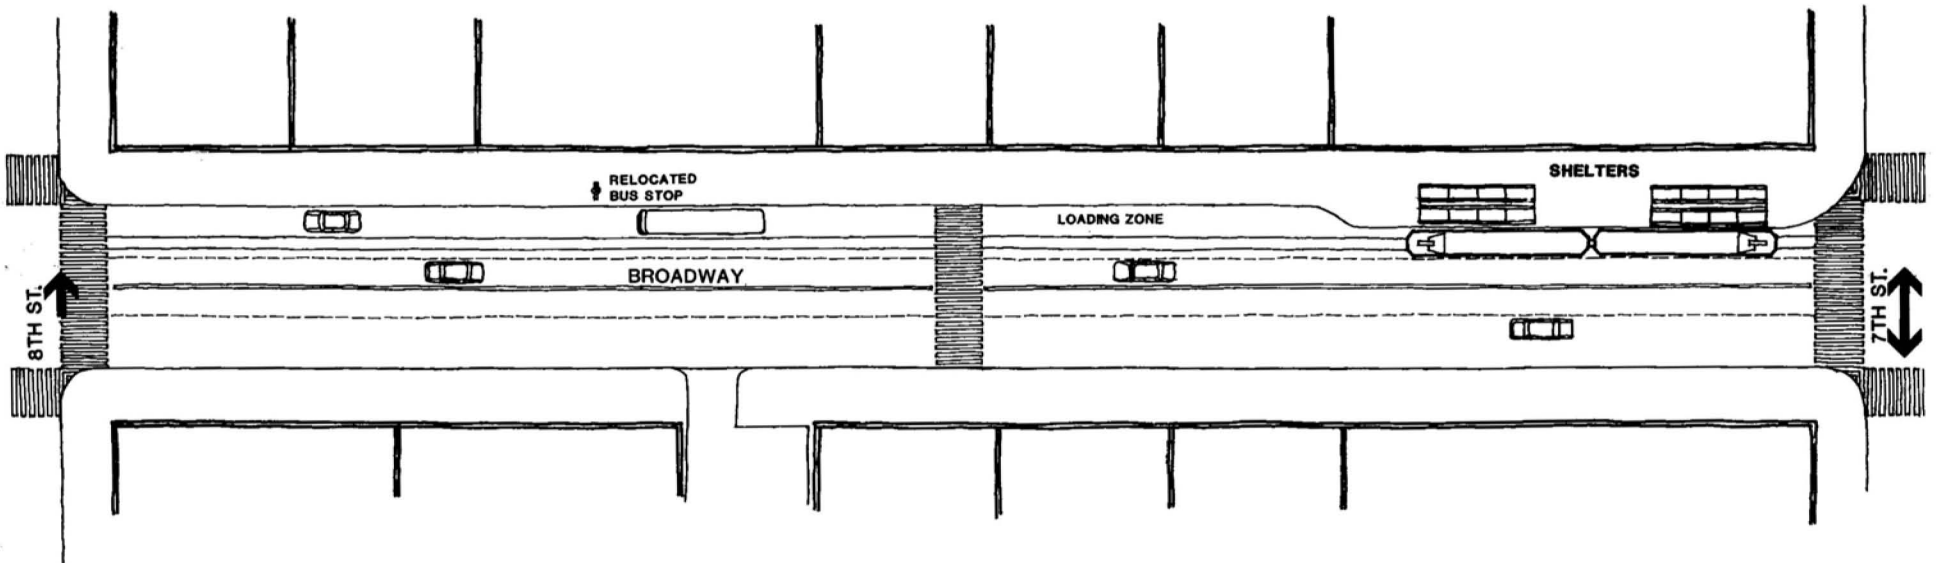 SHELTERS
RELOCATED
BUS STOP
LOADING ZONE
BROADWAY
8TH ST.
7TH ST.